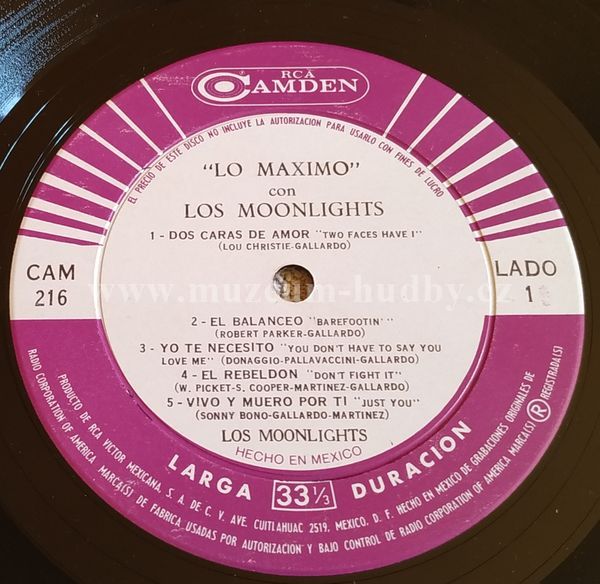 RCA
CAMDEN
EL PRECIO DE ESTE DISCO NO INCLUYE LA AUTORIZACION PARA USARLO CON FINES DE LUCRO
"LO MAXIMO"
con
LOS MOONLIGHTS
1 - DOS CARAS DE AMOR "TWO FACES HAVE I"
(LOU CHRISTIE-GALLARDO)
CAM
216
LADO
1
www.muzeum-hudby.cz
2 - EL BALANCEO "BAREFOOTIN'"
(ROBERT PARKER-GALLARDO)
3 - YO TE NECESITO "YOU DON'T HAVE TO SAY YOU
LOVE ME" (DONAGGIO-PALLAVACCINI-GALLARDO)
4 - EL REBELDON "DON'T FIGHT IT"
(W. PICKET-S. COOPER-MARTINEZ-GALLARDO)
5 - VIVO Y MUERO POR TI "JUST YOU"
(SONNY BONO-GALLARDO-MARTINEZ)
LOS MOONLIGHTS
HECHO EN MEXICO
LARGA 33 1/3 DURACION
PRODUCTO DE RCA VICTOR MEXICANA, S. A. DE C. V. AVE. CUITLAHUAC 2519, MEXICO, D. F. HECHO EN MEXICO DE GRABACIONES ORIGINALES DE
RADIO CORPORATION OF AMERICA MARCA(S) DE FABRICA USADAS POR AUTORIZACION Y BAJO CONTROL DE RADIO CORPORATION OF AMERICA MARCA(S) ® REGISTRADA(S)